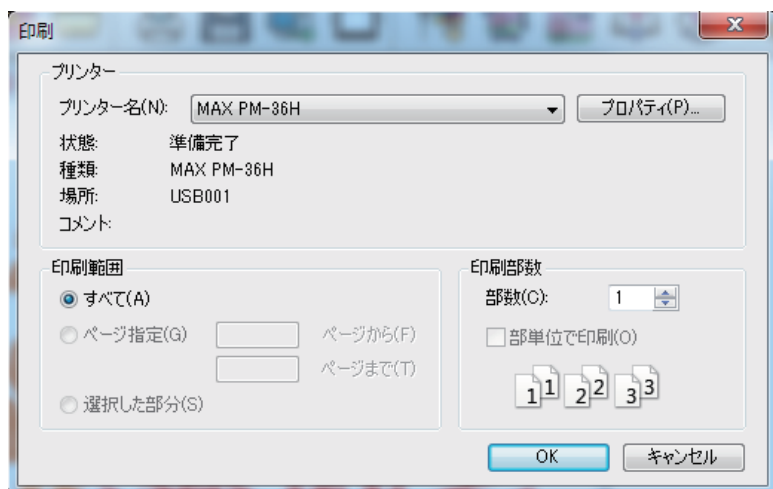 印刷
プリンター
プリンター名(N): MAX PM-36H プロパティ(P)...
状態: 準備完了
種類: MAX PM-36H
場所: USB001
コメント:
印刷範囲
すべて(A)
ページ指定(G) ページから(F)
ページまで(T)
選択した部分(S)
印刷部数
部数(C): 1
部単位で印刷(O)
1 1 2 2 3 3
OK キャンセル